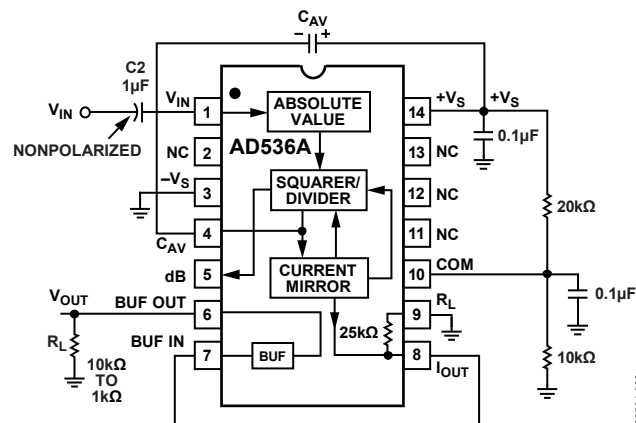 CAV
− +
C2
1µF
VIN
NONPOLARIZED
VIN
1
NC
2
−VS
3
4
CAV
dB
5
VOUT
BUF OUT
6
BUF IN
7
RL
10kΩ
TO
1kΩ
ABSOLUTE
VALUE
AD536A
SQUARER/
DIVIDER
CURRENT
MIRROR
25kΩ
BUF
14
+VS
+VS
0.1µF
13
NC
12
NC
11
NC
20kΩ
10
COM
0.1µF
9
RL
8
IOUT
10kΩ